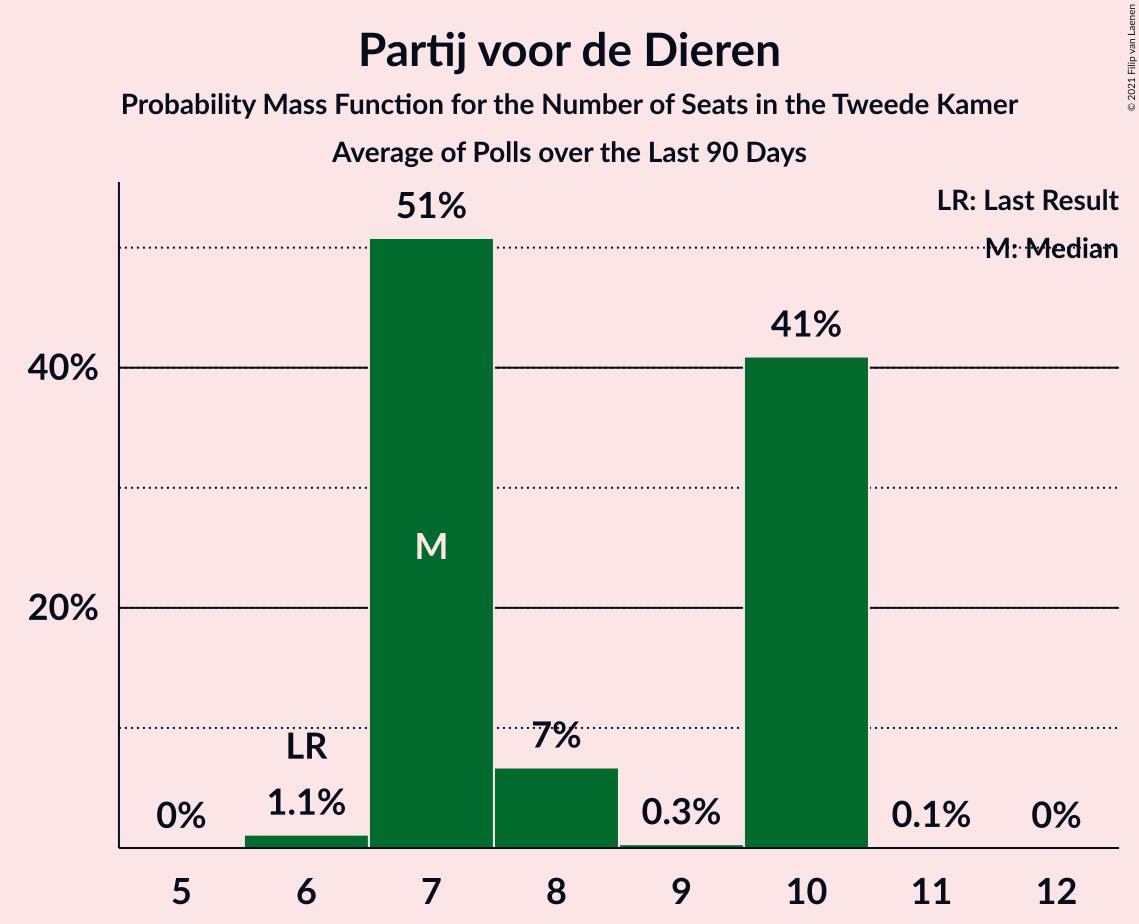 Partij voor de Dieren
Probability Mass Function for the Number of Seats in the Tweede Kamer
Average of Polls over the Last 90 Days
© 2021 Filip van Laenen
LR: Last Result
M: Median
51%
41%
40%
M
20%
7%
LR
1.1%
0%
0.3%
0.1%
0%
5 6 7 8 9 10 11 12